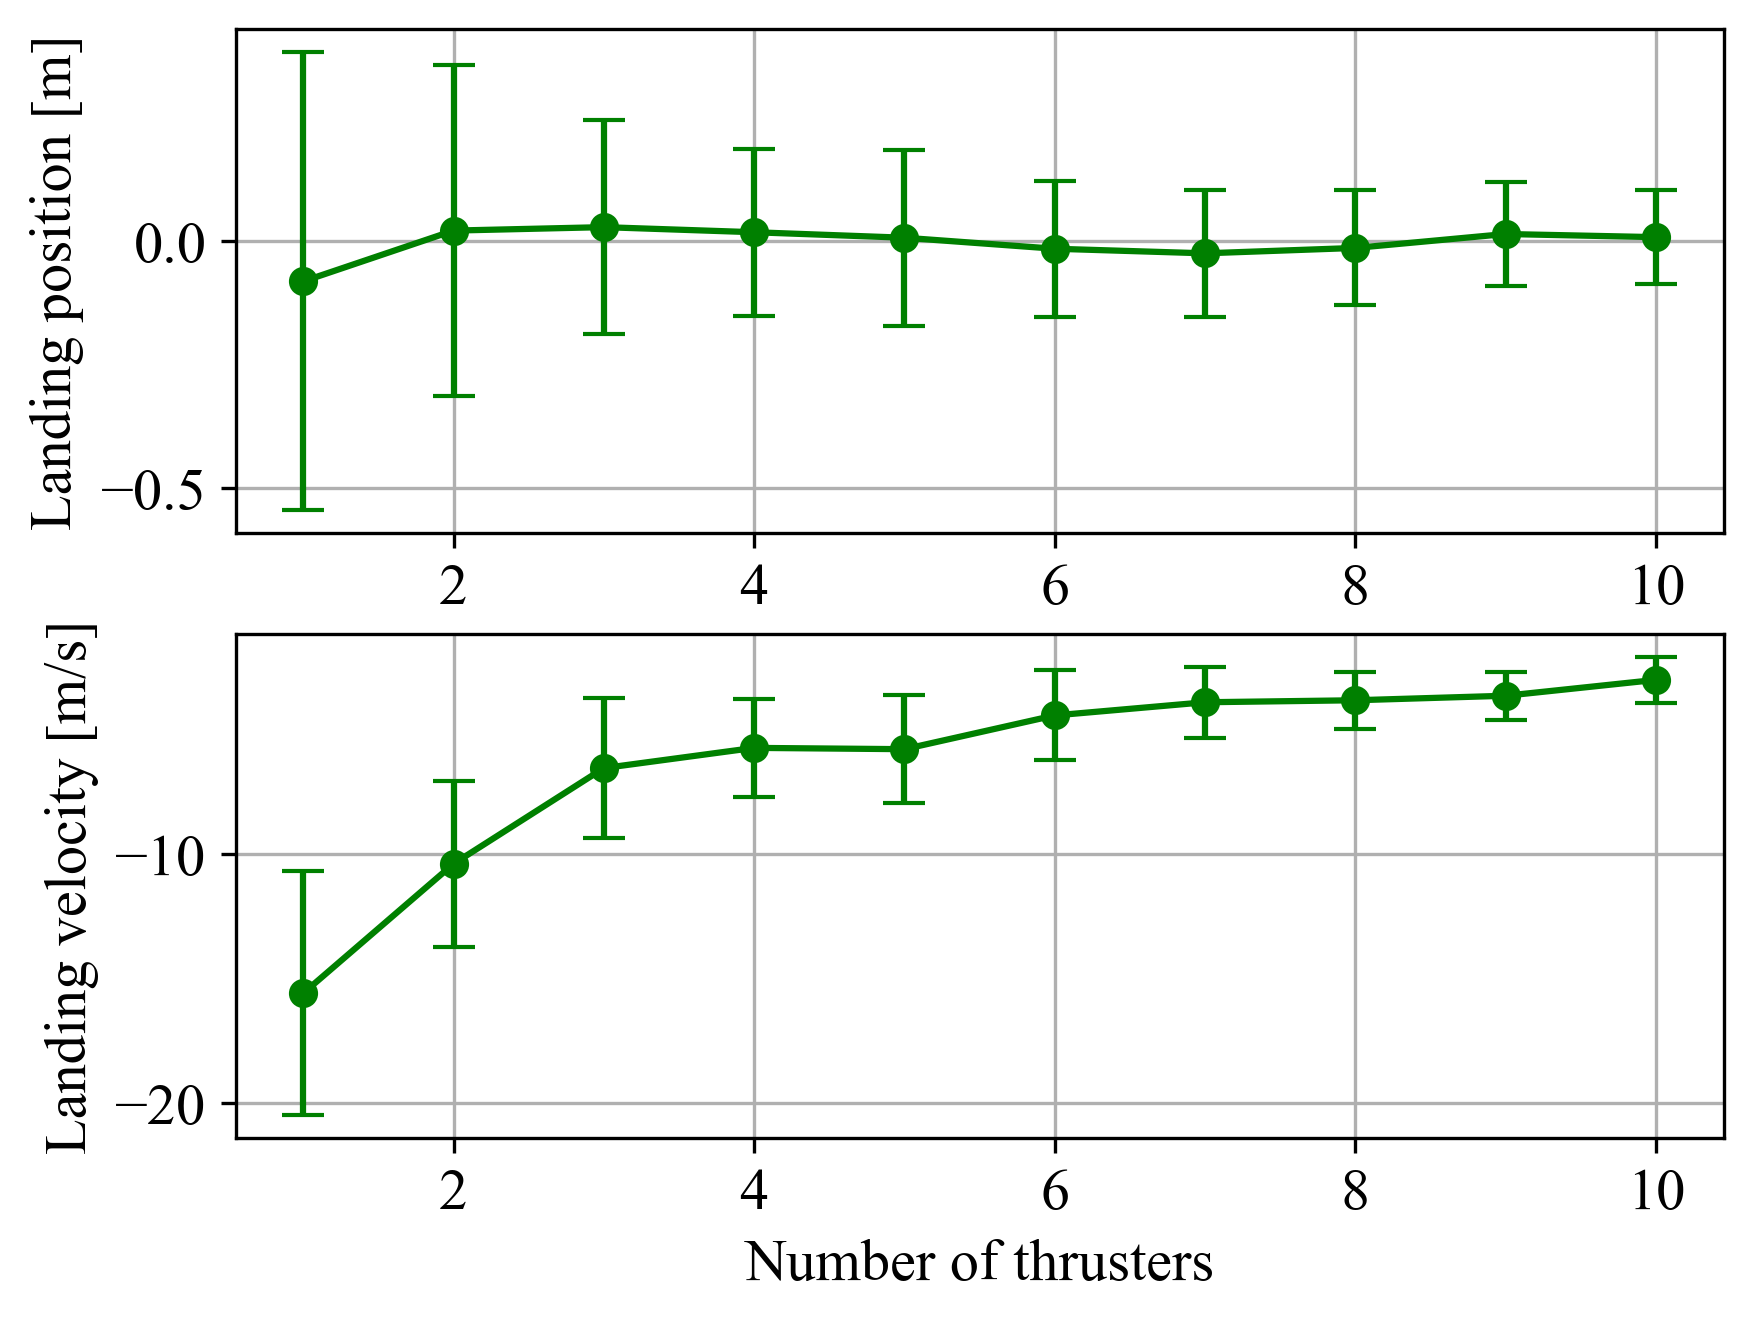 Landing position [m]
0.0
−0.5
2 4 6 8 10
Landing velocity [m/s]
−10
−20
2 4 6 8 10
Number of thrusters